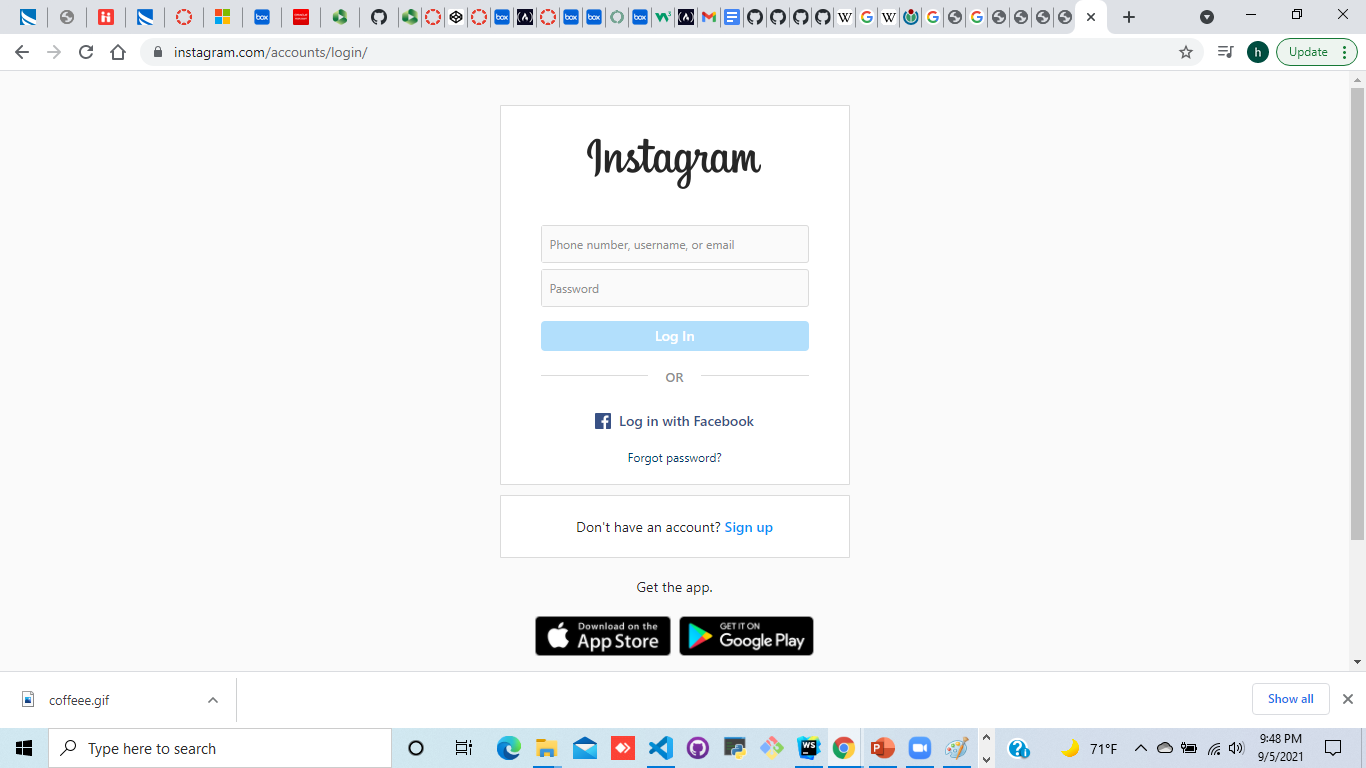 instagram.com/accounts/login/
h
Update
Instagram
Phone number, username, or email
Password
Log In
OR
Log in with Facebook
Forgot password?
Don't have an account? Sign up
Get the app.
Download on the
App Store
GET IT ON
Google Play
coffeee.gif
Show all
Type here to search
71°F
9:48 PM
9/5/2021